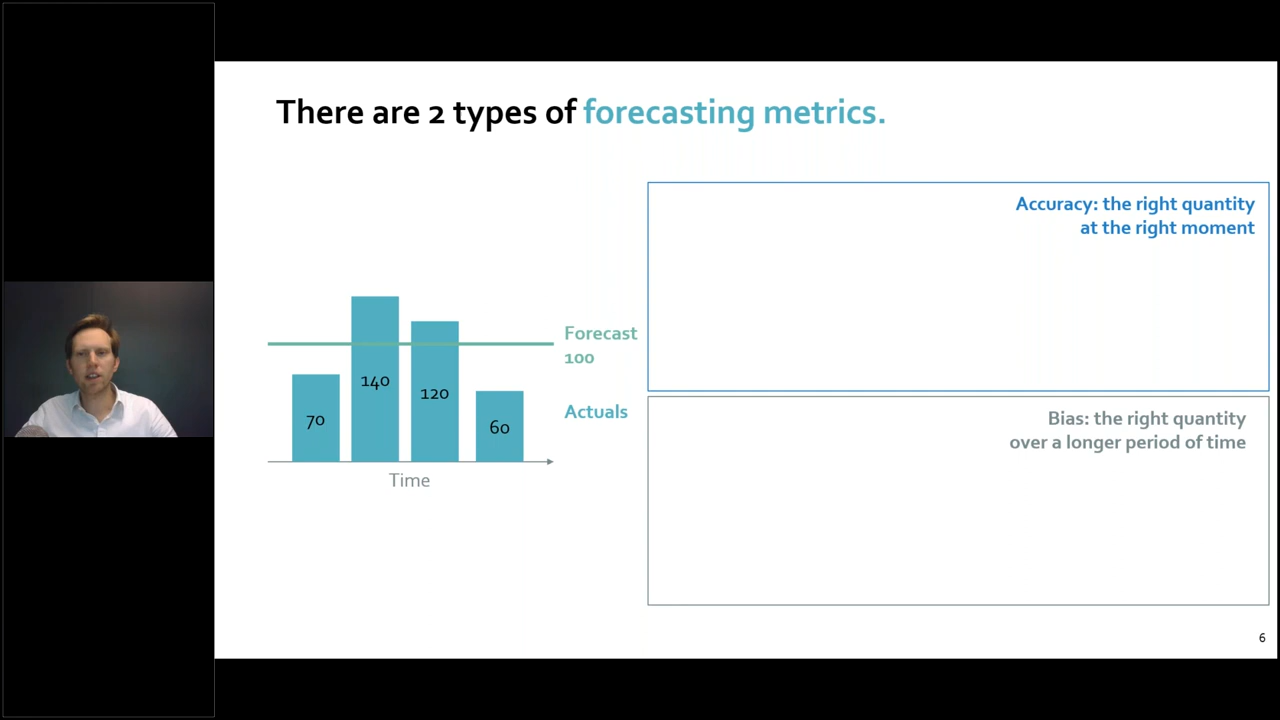 There are 2 types of forecasting metrics.
Accuracy: the right quantity
at the right moment
Forecast
100
140
120
70
60
Actuals
Time
Bias: the right quantity
over a longer period of time
6